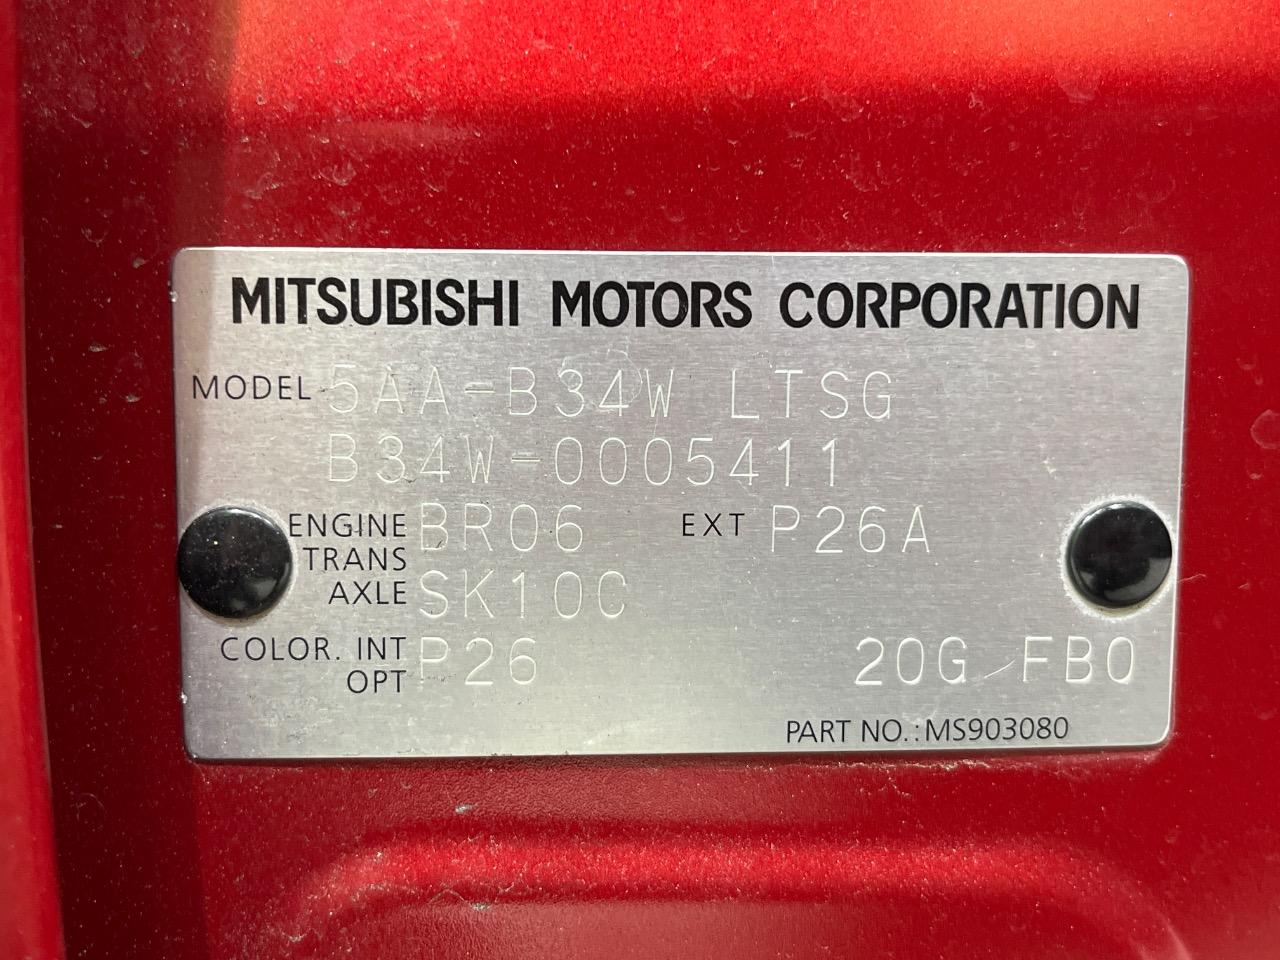 MITSUBISHI MOTORS CORPORATION
MODEL 5AA-B34W LTSG
B34W-0005411
ENGINE BR06 EXT P26A
TRANS
AXLE SK10C
COLOR. INT P26 20G FB0
OPT
PART NO.: MS903080